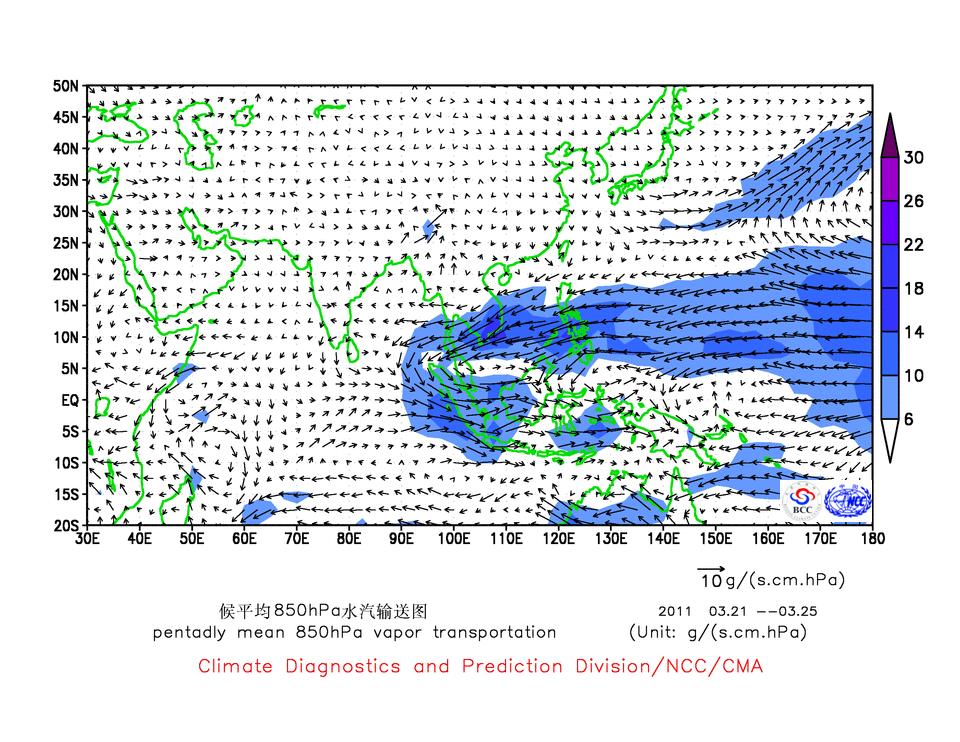 50N
45N
40N
35N
30N
25N
20N
15N
10N
5N
EQ
5S
10S
15S
20S
30E 40E 50E 60E 70E 80E 90E 100E 110E 120E 130E 140E 150E 160E 170E 180
30
26
22
18
14
10
6
BCC
NCC
10 g/(s.cm.hPa)
候平均850hPa水汽输送图
2011 03.21 --03.25
pentadly mean 850hPa vapor transportation
(Unit: g/(s.cm.hPa)
Climate Diagnostics and Prediction Division/NCC/CMA